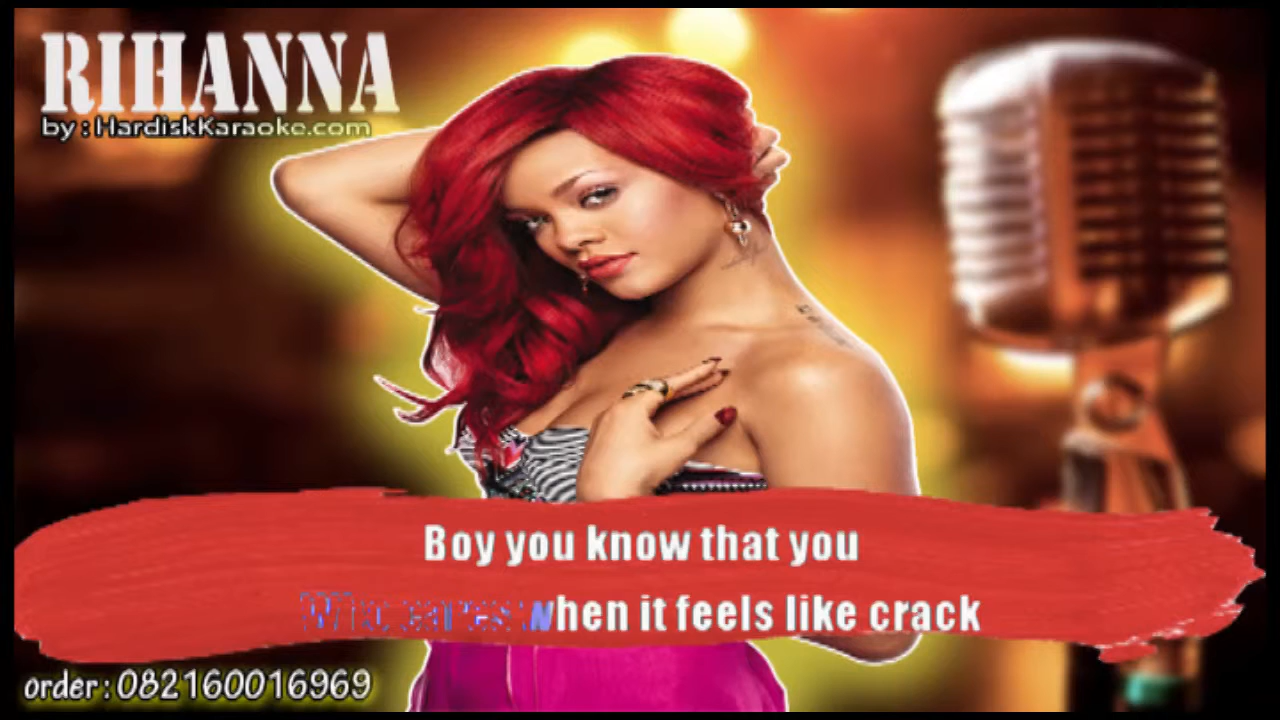 RIHANNA
by : HardiskKaraoke.com
Boy you know that you
Who cares when it feels like crack
order : 082160016969